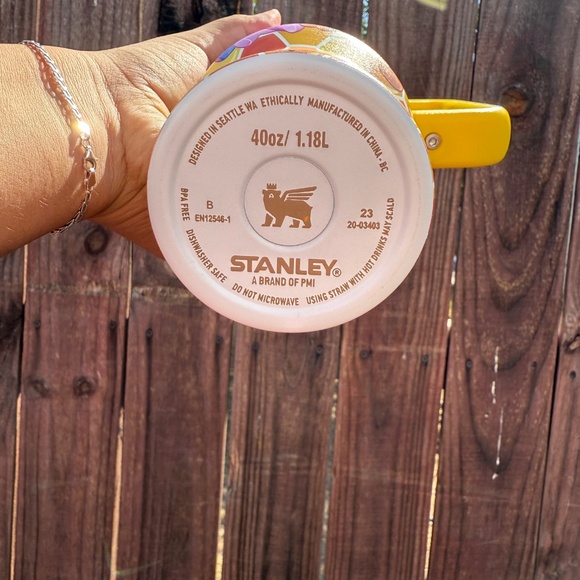 DESIGNED IN SEATTLE WA ETHICALLY MANUFACTURED IN CHINA - BC
40oz/ 1.18L
B
EN12546-1
23
20-03403
STANLEY®
A BRAND OF PMI
BPA FREE DISHWASHER SAFE DO NOT MICROWAVE USING STRAW WITH HOT DRINKS MAY SCALD